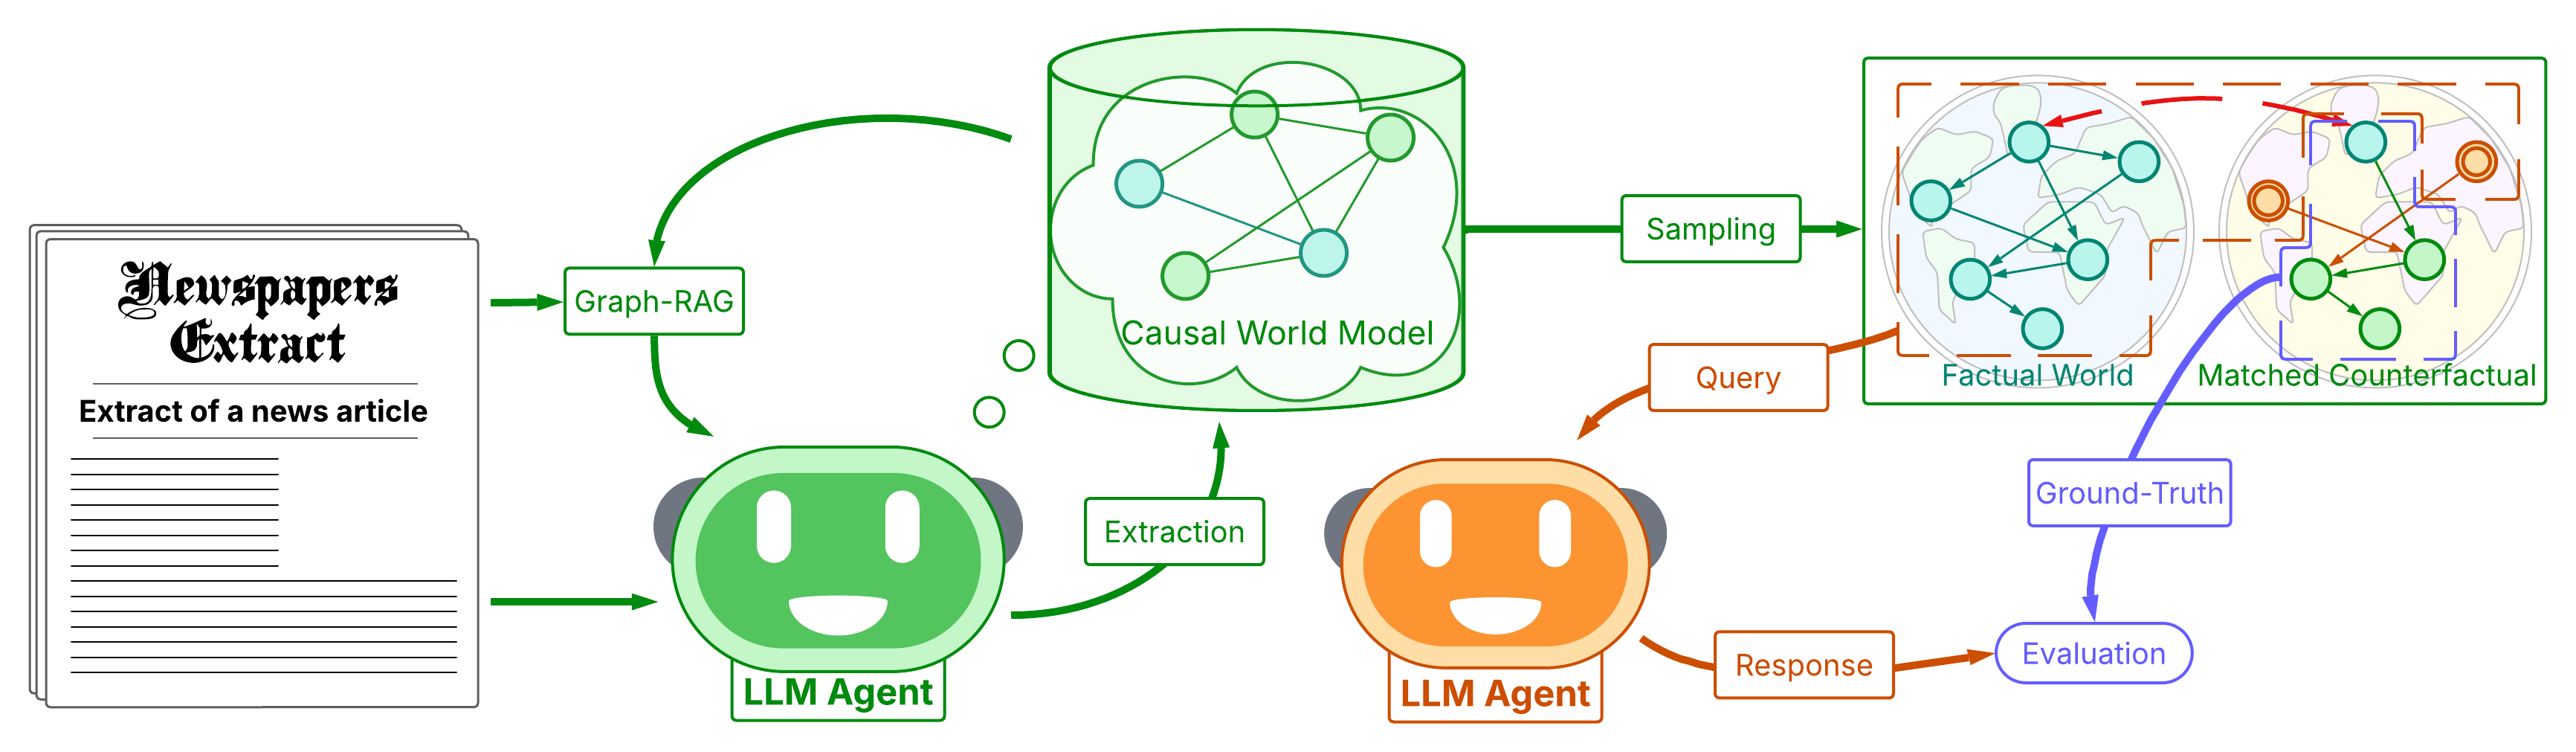 Newspapers
Extract
Extract of a news article
Graph-RAG
LLM Agent
Extraction
Causal World Model
Sampling
Factual World
Matched Counterfactual
Query
LLM Agent
Response
Ground-Truth
Evaluation